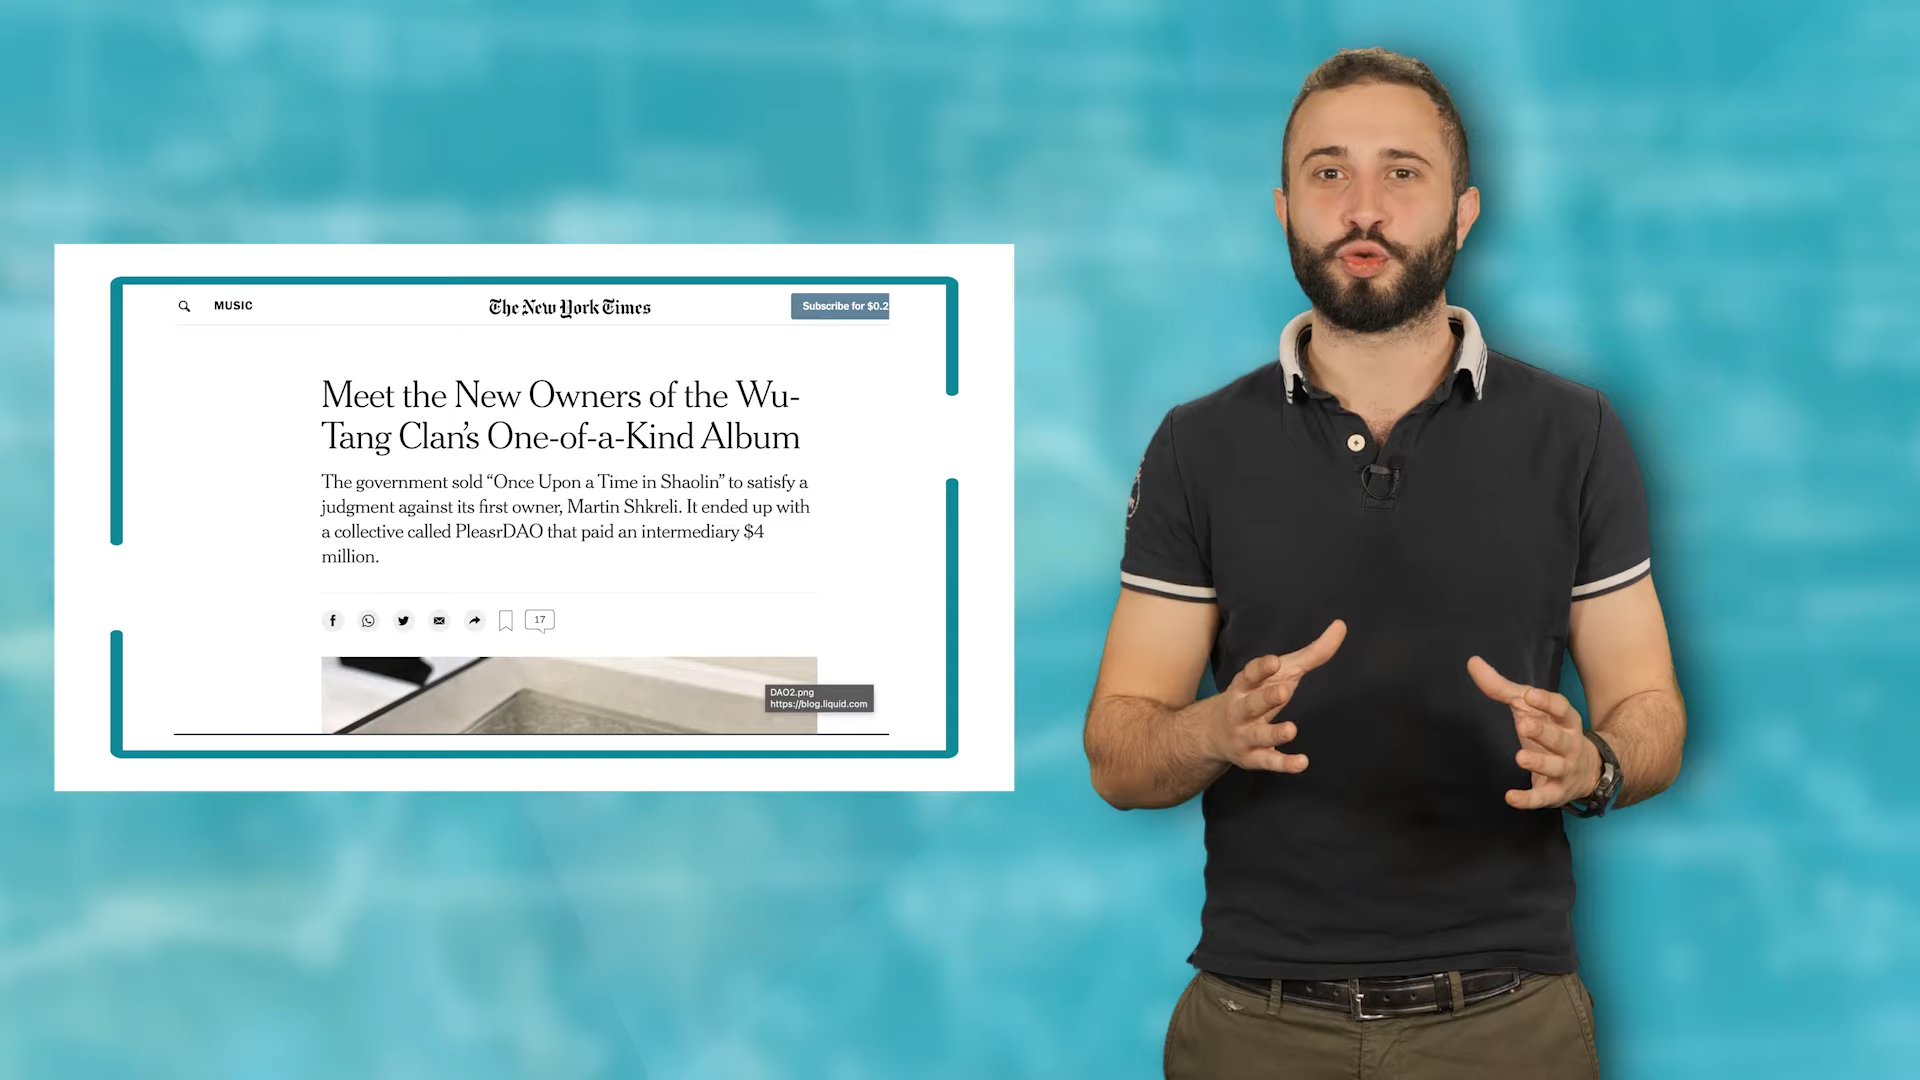 MUSIC
The New York Times
Subscribe for $0.2
Meet the New Owners of the Wu-
Tang Clan's One-of-a-Kind Album
The government sold “Once Upon a Time in Shaolin” to satisfy a
judgment against its first owner, Martin Shkreli. It ended up with
a collective called PleasrDAO that paid an intermediary $4
million.
17
DAO2.png
https://blog.liquid.com